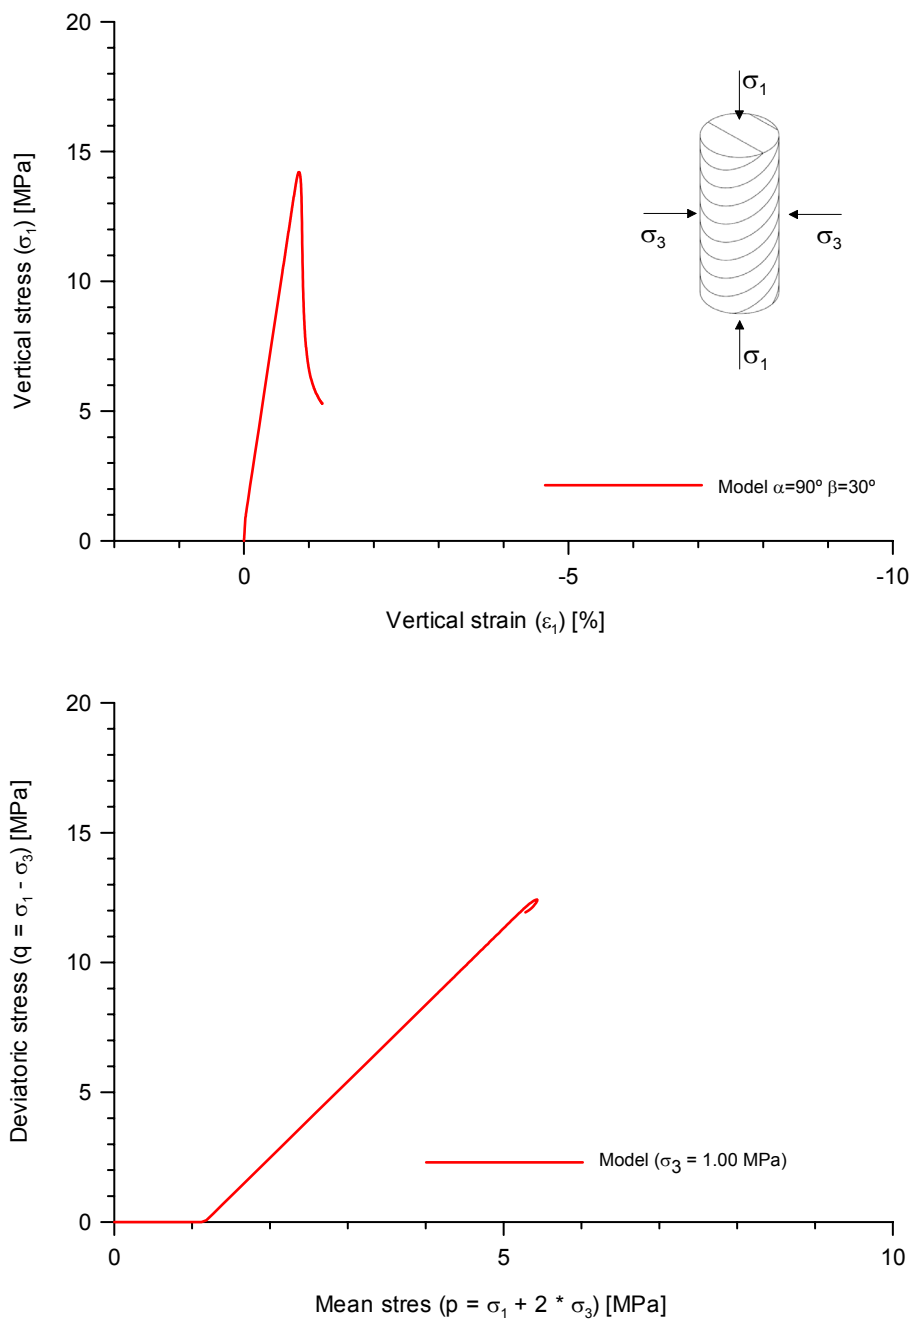 20
15
10
5
0
Vertical stress (σ1) [MPa]
σ1
σ3
σ3
σ1
Model α=90º β=30º
0
-5
-10
Vertical strain (ε1) [%]
20
15
10
5
0
Deviatoric stress (q = σ1 - σ3) [MPa]
Model (σ3 = 1.00 MPa)
0
5
10
Mean stres (p = σ1 + 2 * σ3) [MPa]